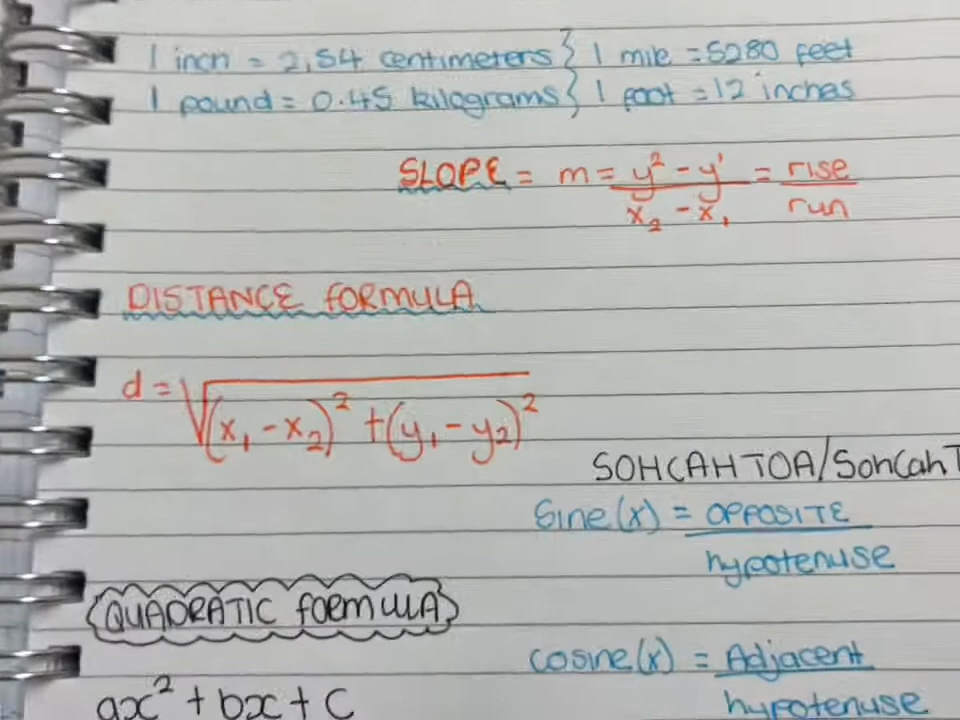 1 inch = 2,54 centimeters } 1 mile = 5280 feet
1 pound = 0.45 kilograms } 1 foot = 12 inches
SLOPE = m = y² - y' = rise
x₂ - x₁ run
DISTANCE FORMULA
d = √(x₁ - x₂)² + (y₁ - y₂)²
SOHCAHTOA/SohCahT
Sine(x) = OPPOSITE
hypotenuse
QUADRATIC FORMULA
cosine(x) = Adjacent
hypotenuse
ax² + bx + c